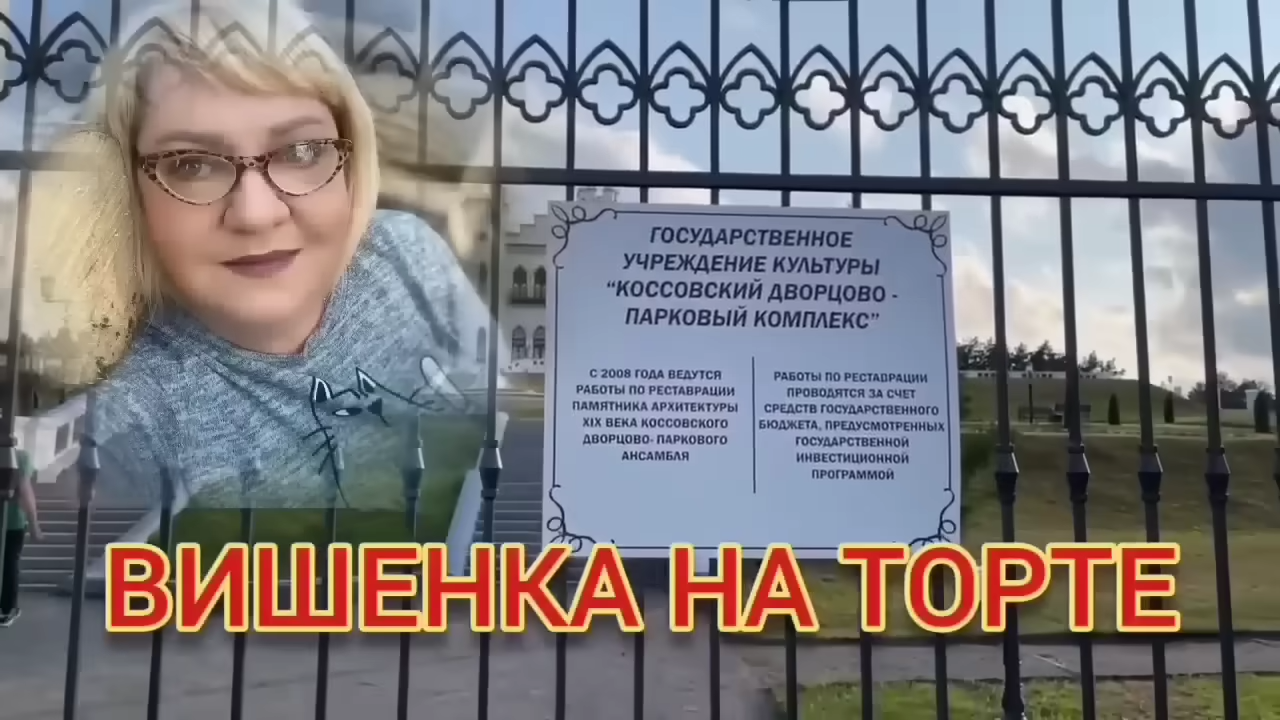 ГОСУДАРСТВЕННОЕ
УЧРЕЖДЕНИЕ КУЛЬТУРЫ
“КОССОВСКИЙ ДВОРЦОВО -
ПАРКОВЫЙ КОМПЛЕКС”
С 2008 ГОДА ВЕДУТСЯ
РАБОТЫ ПО РЕСТАВРАЦИИ
ПАМЯТНИКА АРХИТЕКТУРЫ
XIX ВЕКА КОССОВСКОГО
ДВОРЦОВО- ПАРКОВОГО
АНСАМБЛЯ
РАБОТЫ ПО РЕСТАВРАЦИИ
ПРОВОДЯТСЯ ЗА СЧЕТ
СРЕДСТВ ГОСУДАРСТВЕННОГО
БЮДЖЕТА, ПРЕДУСМОТРЕННЫХ
ГОСУДАРСТВЕННОЙ
ИНВЕСТИЦИОННОЙ
ПРОГРАММОЙ
ВИШЕНКА НА ТОРТЕ